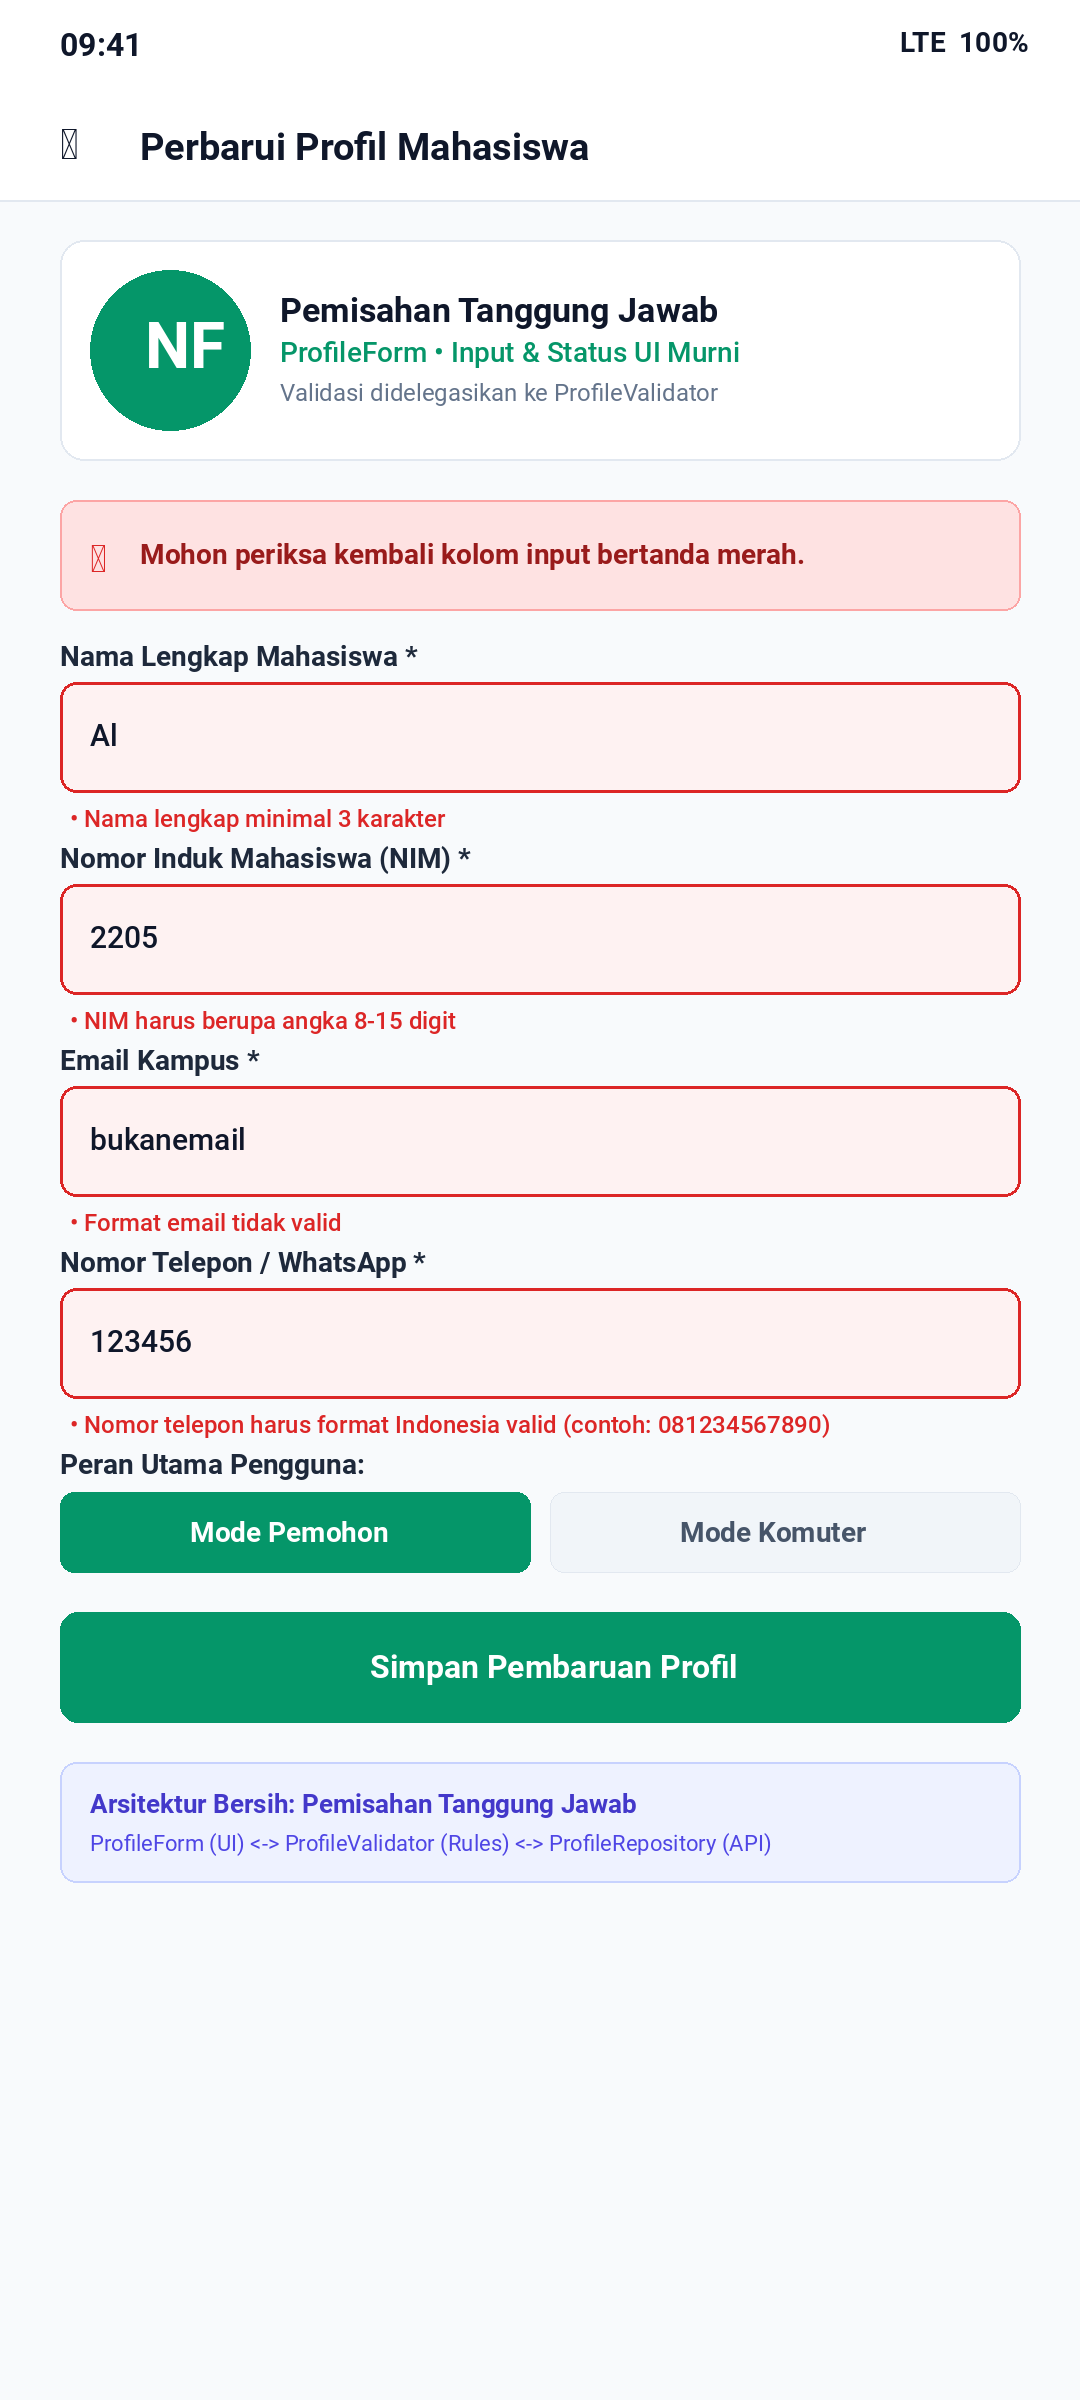 09:41
LTE 100%
Perbarui Profil Mahasiswa
NF
Pemisahan Tanggung Jawab
ProfileForm • Input & Status UI Murni
Validasi didelegasikan ke ProfileValidator
Mohon periksa kembali kolom input bertanda merah.
Nama Lengkap Mahasiswa *
Al
• Nama lengkap minimal 3 karakter
Nomor Induk Mahasiswa (NIM) *
2205
• NIM harus berupa angka 8-15 digit
Email Kampus *
bukanemail
• Format email tidak valid
Nomor Telepon / WhatsApp *
123456
• Nomor telepon harus format Indonesia valid (contoh: 081234567890)
Peran Utama Pengguna:
Mode Pemohon
Mode Komuter
Simpan Pembaruan Profil
Arsitektur Bersih: Pemisahan Tanggung Jawab
ProfileForm (UI) <-> ProfileValidator (Rules) <-> ProfileRepository (API)